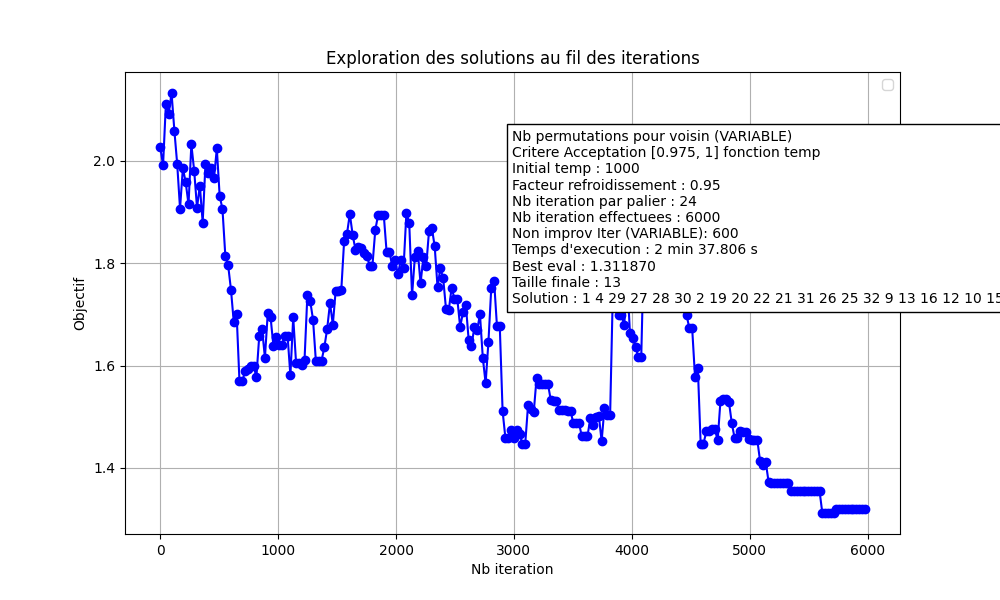 Exploration des solutions au fil des iterations
Objectif
2.0
1.8
1.6
1.4
Nb permutations pour voisin (VARIABLE)
Critere Acceptation [0.975, 1] fonction temp
Initial temp : 1000
Facteur refroidissement : 0.95
Nb iteration par palier : 24
Nb iteration effectuees : 6000
Non improv Iter (VARIABLE): 600
Temps d'execution : 2 min 37.806 s
Best eval : 1.311870
Taille finale : 13
Solution : 1 4 29 27 28 30 2 19 20 22 21 31 26 25 32 9 13 16 12 10 15
0 1000 2000 3000 4000 5000 6000
Nb iteration